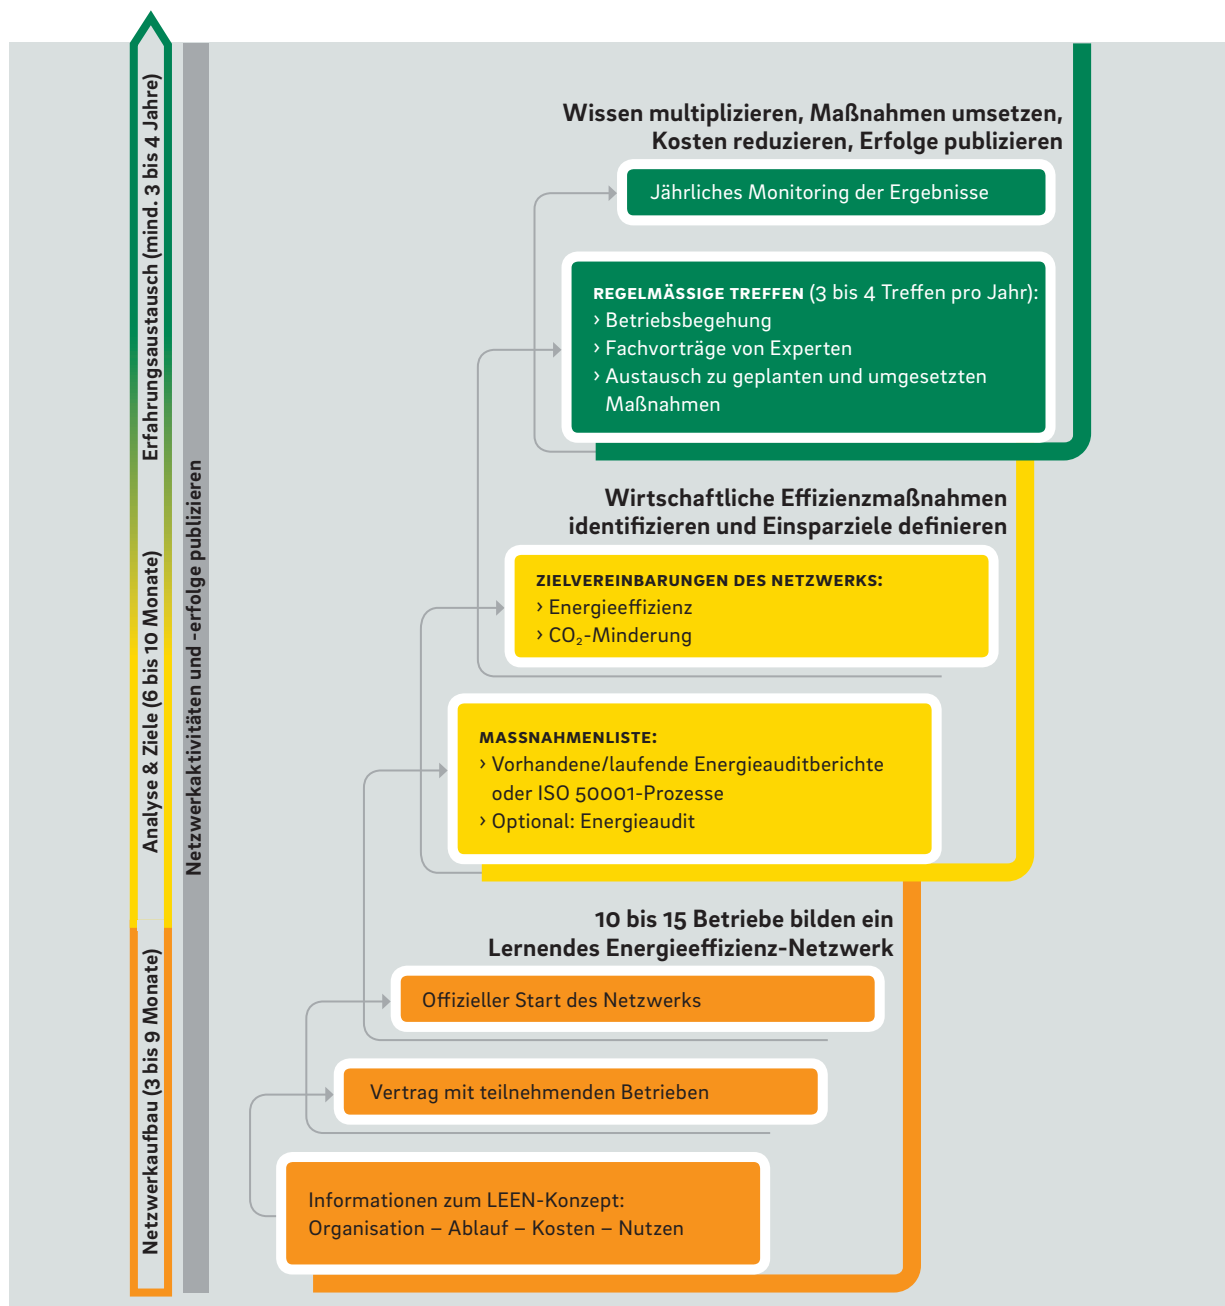 Erfahrungsaustausch (mind. 3 bis 4 Jahre)
Analyse & Ziele (6 bis 10 Monate)
Netzwerkaufbau (3 bis 9 Monate)
Netzwerkaktivitäten und -erfolge publizieren
Wissen multiplizieren, Maßnahmen umsetzen,
Kosten reduzieren, Erfolge publizieren
Jährliches Monitoring der Ergebnisse
REGELMÄSSIGE TREFFEN (3 bis 4 Treffen pro Jahr):
› Betriebsbegehung
› Fachvorträge von Experten
› Austausch zu geplanten und umgesetzten
Maßnahmen
Wirtschaftliche Effizienzmaßnahmen
identifizieren und Einsparziele definieren
ZIELVEREINBARUNGEN DES NETZWERKS:
› Energieeffizienz
› CO₂-Minderung
MASSNAHMENLISTE:
› Vorhandene/laufende Energieauditberichte
oder ISO 50001-Prozesse
› Optional: Energieaudit
10 bis 15 Betriebe bilden ein
Lernendes Energieeffizienz-Netzwerk
Offizieller Start des Netzwerks
Vertrag mit teilnehmenden Betrieben
Informationen zum LEEN-Konzept:
Organisation – Ablauf – Kosten – Nutzen